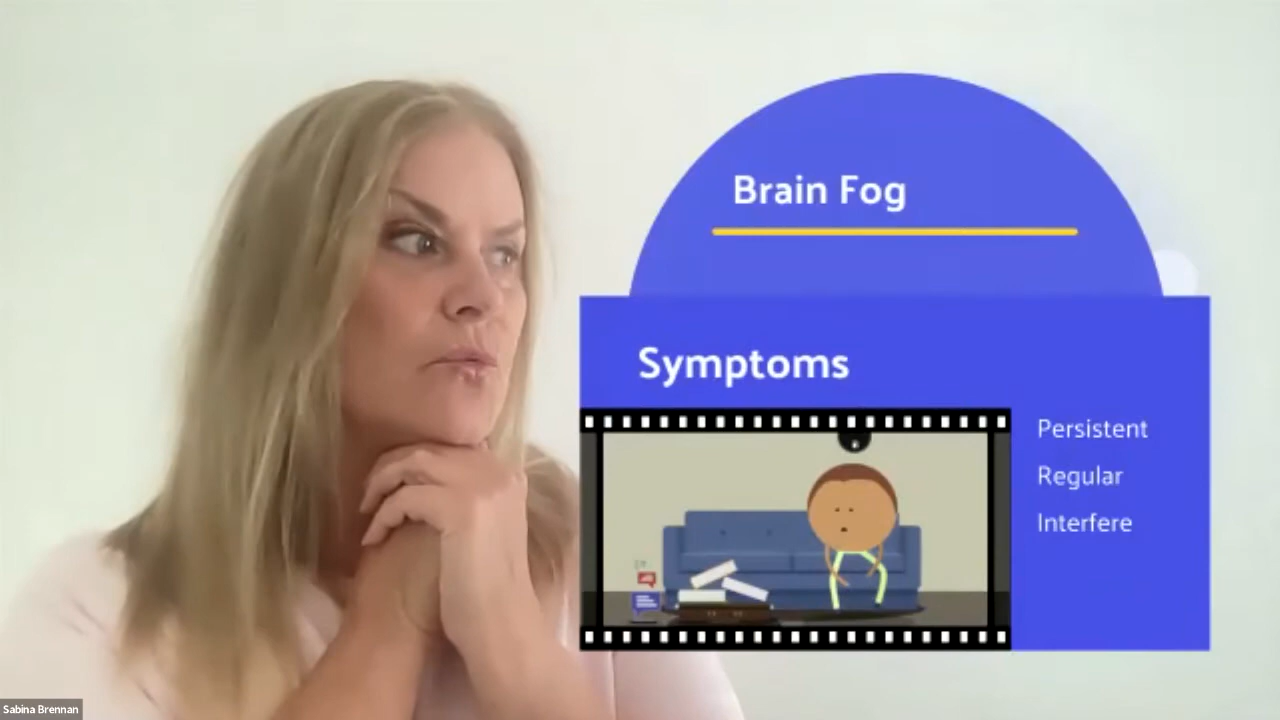 Brain Fog
Symptoms
Persistent
Regular
Interfere
Sabina Brennan